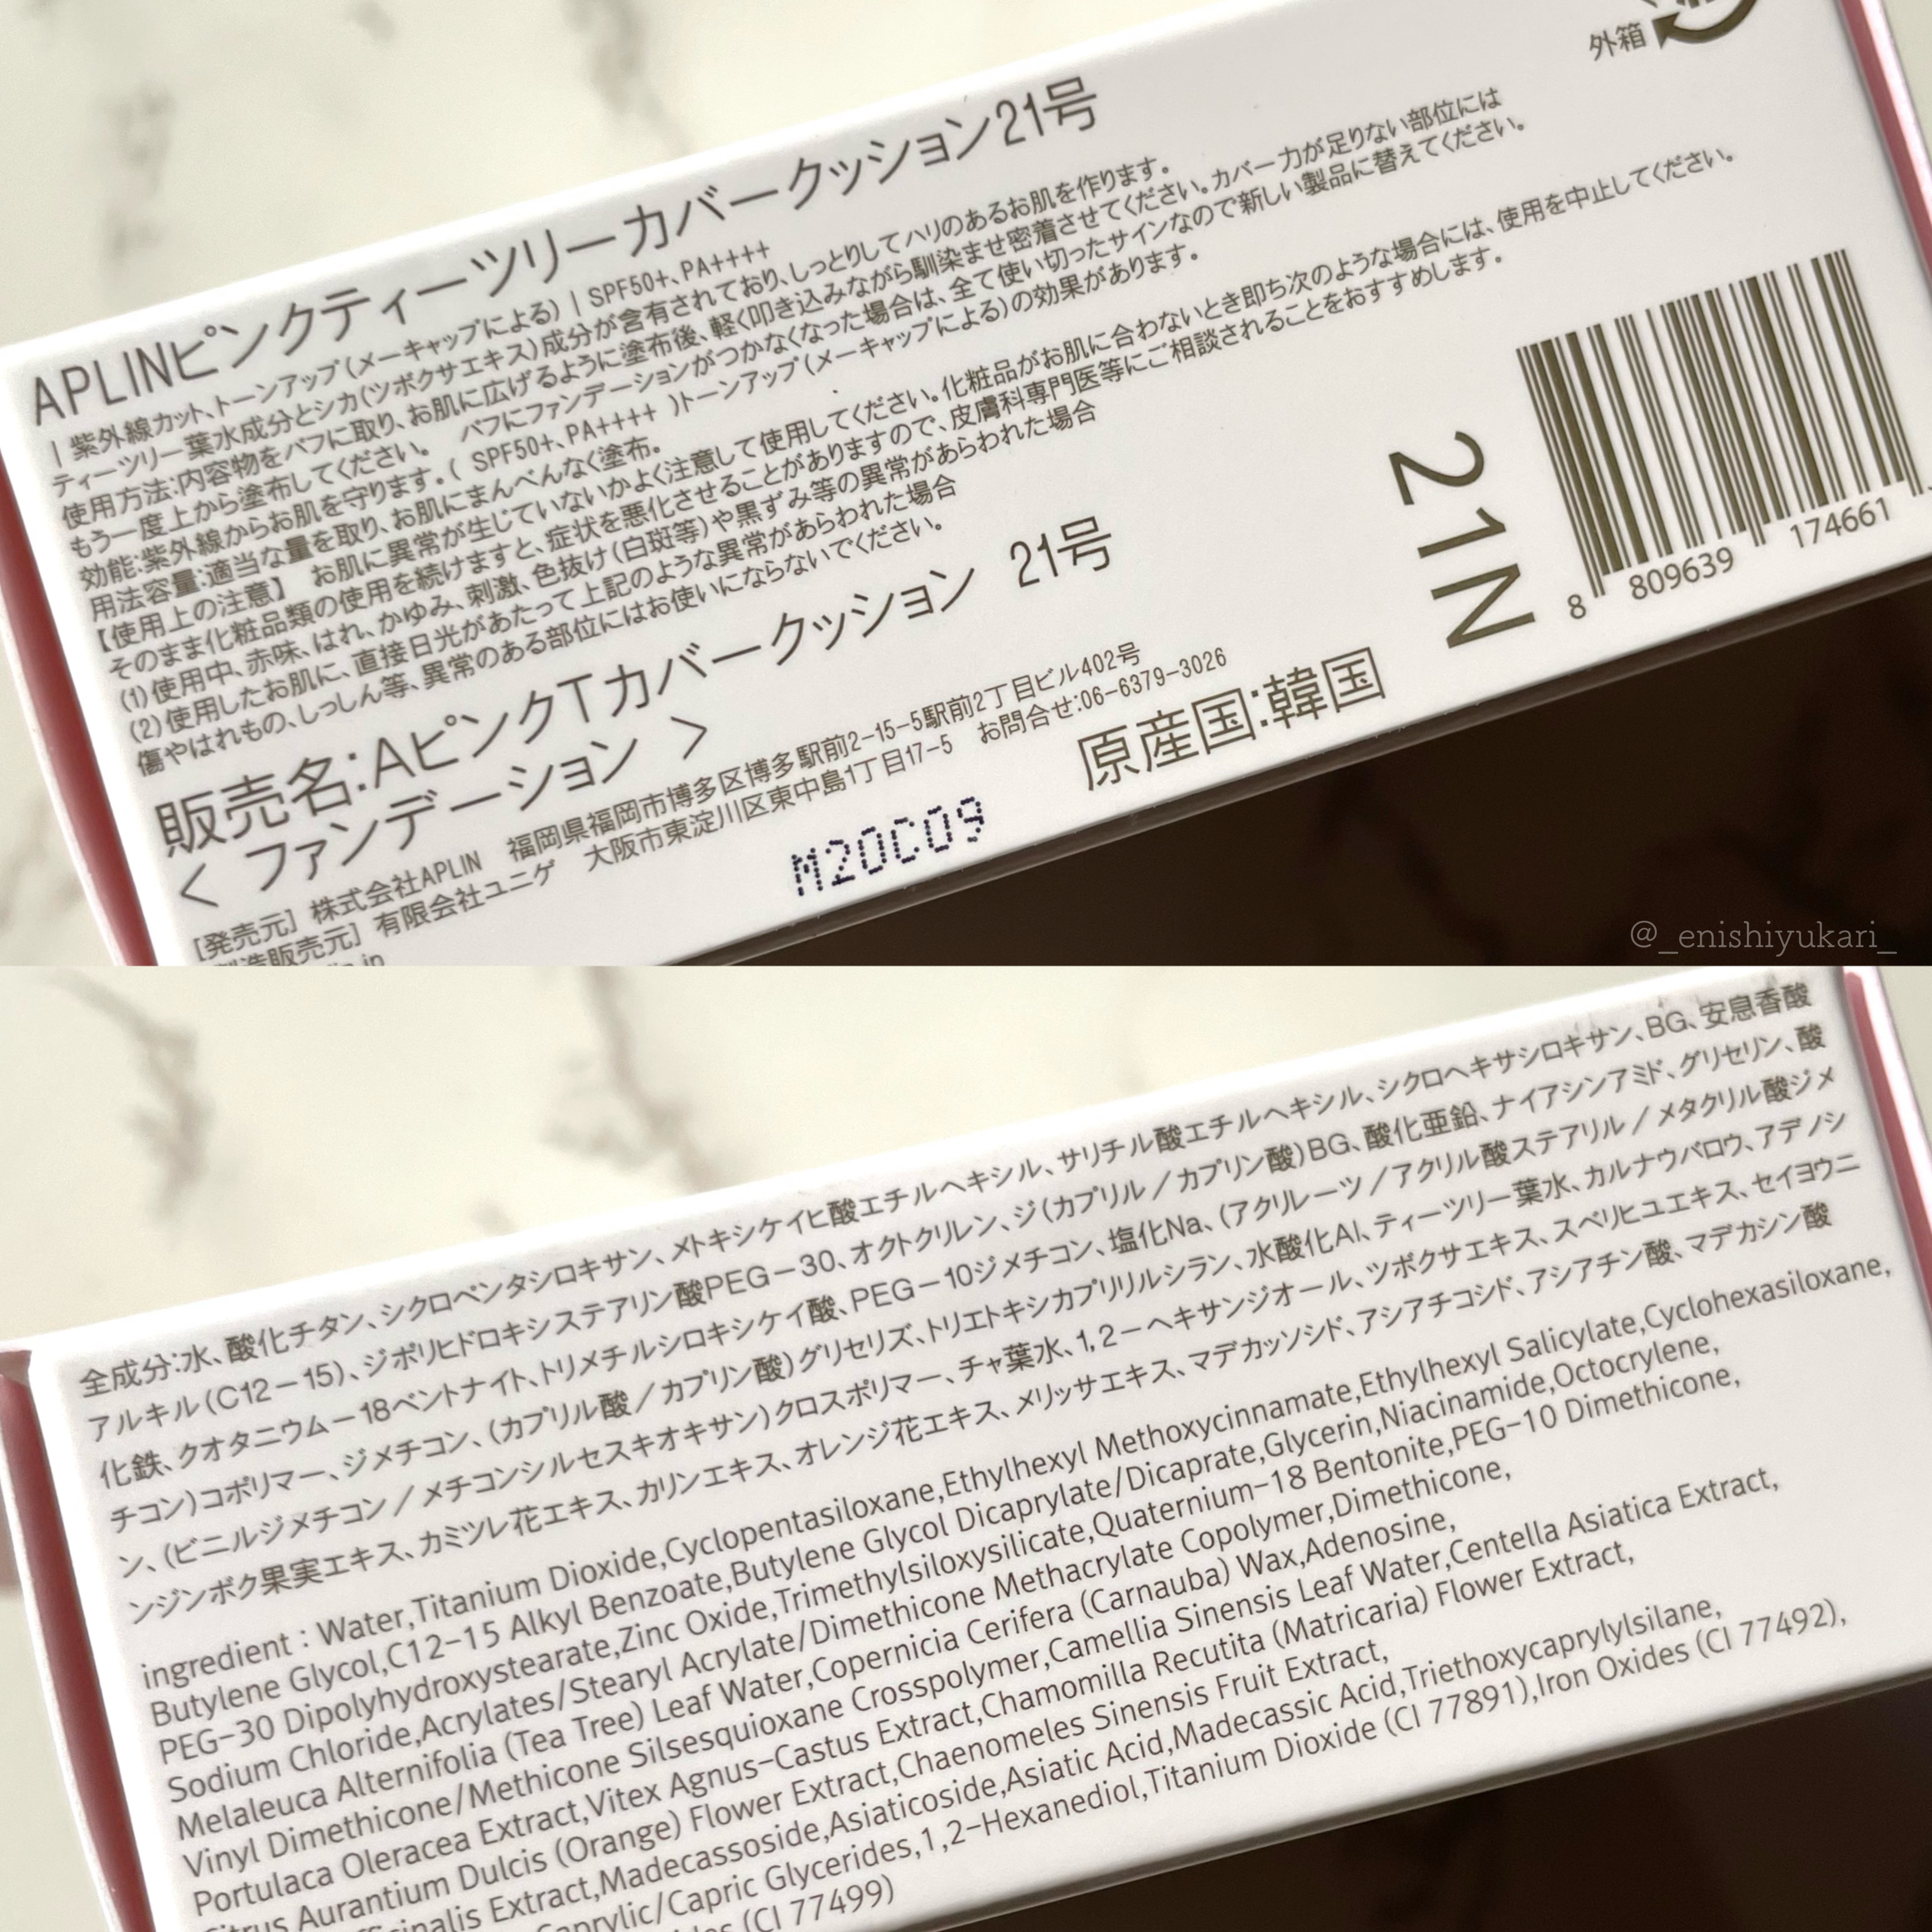 外箱
APLINピンクティーツリーカバークッション21号
| 紫外線カット、トーンアップ(メーキャップによる) | SPF50+、PA++++
ティーツリー葉水成分とシカ(ツボクサエキス)成分が含有されており、しっとりしてハリのあるお肌を作ります。
使用方法:内容物をパフに取り、お肌に広げるように塗布後、軽く叩き込みながら馴染ませ密着させてください。カバー力が足りない部位には
もう一度上から塗布してください。 パフにファンデーションがつかなくなった場合は、全て使い切ったサインなので新しい製品に替えてください。
効能:紫外線からお肌を守ります。( SPF50+、PA++++ )トーンアップ(メーキャップによる)の効果があります。
用法容量:適当な量を取り、お肌にまんべんなく塗布。
【使用上の注意】 お肌に異常が生じていないかよく注意して使用してください。化粧品がお肌に合わないとき即ち次のような場合には、使用を中止してください。
そのまま化粧品類の使用を続けますと、症状を悪化させることがありますので、皮膚科専門医等にご相談されることをおすすめします。
(1)使用中、赤味、はれ、かゆみ、刺激、色抜け(白斑等)や黒ずみ等の異常があらわれた場合
(2)使用したお肌に、直接日光があたって上記のような異常があらわれた場合
傷やはれもの、しっしん等、異常のある部位にはお使いにならないでください。
販売名:AピンクTカバークッション 21号
< ファンデーション >
[発売元] 株式会社APLIN 福岡県福岡市博多区博多駅前2-15-5駅前2丁目ビル402号
製造販売元] 有限会社ユニゲ 大阪市東淀川区東中島1丁目17-5 お問合せ:06-6379-3026
原産国:韓国
21N
8 809639 174661
M20C09
@_enishiyukari_
全成分:水、酸化チタン、シクロペンタシロキサン、メトキシケイヒ酸エチルヘキシル、サリチル酸エチルヘキシル、シクロヘキサシロキサン、BG、安息香酸
アルキル(C12-15)、ジポリヒドロキシステアリン酸PEG-30、オクトクリレン、ジ(カプリル/カプリン酸)BG、酸化亜鉛、ナイアシンアミド、グリセリン、酸
化鉄、クオタニウム-18ベントナイト、トリメチルシロキシケイ酸、PEG-10ジメチコン、塩化Na、(アクリレーツ/アクリル酸ステアリル/メタクリル酸ジメ
チコン)コポリマー、ジメチコン、(カプリル酸/カプリン酸)グリセリズ、トリエトキシカプリリルシラン、水酸化Al、ティーツリー葉水、カルナウバロウ、アデノシ
ン、(ビニルジメチコン/メチコンシルセスキオキサン)クロスポリマー、チャ葉水、1,2-ヘキサンジオール、ツボクサエキス、スベリヒユエキス、セイヨウニ
ンジンボク果実エキス、カミツレ花エキス、カリンエキス、オレンジ花エキス、メリッサエキス、マデカッソシド、アシアチコシド、アシアチン酸、マデカシン酸
ingredient : Water,Titanium Dioxide,Cyclopentasiloxane,Ethylhexyl Methoxycinnamate,Ethylhexyl Salicylate,Cyclohexasiloxane,
Butylene Glycol,C12-15 Alkyl Benzoate,Butylene Glycol Dicaprylate/Dicaprate,Glycerin,Niacinamide,Octocrylene,
PEG-30 Dipolyhydroxystearate,Zinc Oxide,Trimethylsiloxysilicate,Quaternium-18 Bentonite,PEG-10 Dimethicone,
Sodium Chloride,Acrylates/Stearyl Acrylate/Dimethicone Methacrylate Copolymer,Dimethicone,
Melaleuca Alternifolia (Tea Tree) Leaf Water,Copernicia Cerifera (Carnauba) Wax,Adenosine,
Vinyl Dimethicone/Methicone Silsesquioxane Crosspolymer,Camellia Sinensis Leaf Water,Centella Asiatica Extract,
Portulaca Oleracea Extract,Vitex Agnus-Castus Extract,Chamomilla Recutita (Matricaria) Flower Extract,
Citrus Aurantium Dulcis (Orange) Flower Extract,Chaenomeles Sinensis Fruit Extract,
Extract,Madecassoside,Asiaticoside,Asiatic Acid,Madecassic Acid,Triethoxycaprylylsilane,
Caprylic/Capric Glycerides,1,2-Hexanediol,Titanium Dioxide (CI 77891),Iron Oxides (CI 77492),
(CI 77499)